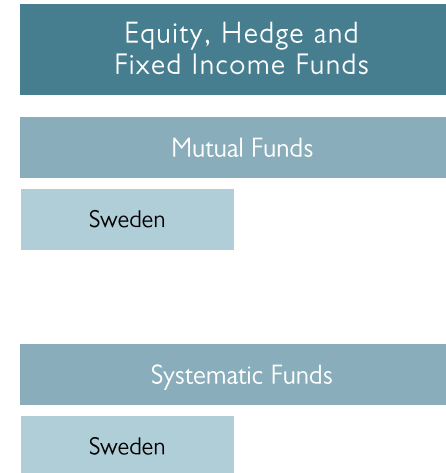 Equity, Hedge and
Fixed Income Funds
Mutual Funds
Sweden
Systematic Funds
Sweden